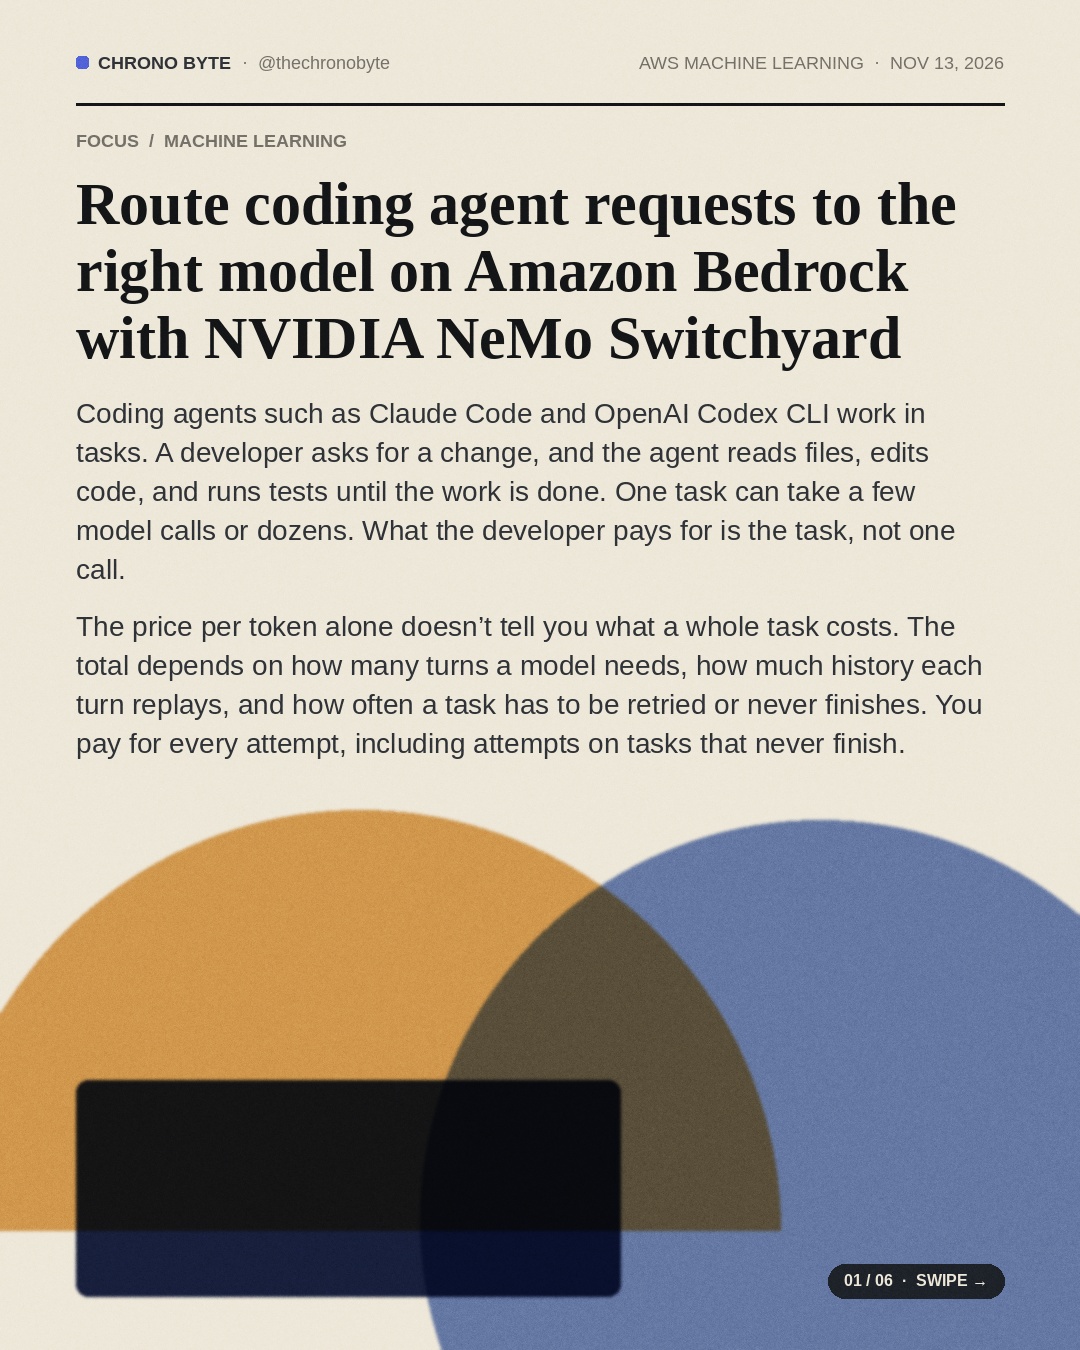 CHRONO BYTE · @thechronobyte
AWS MACHINE LEARNING · NOV 13, 2026
FOCUS / MACHINE LEARNING
Route coding agent requests to the
right model on Amazon Bedrock
with NVIDIA NeMo Switchyard
Coding agents such as Claude Code and OpenAI Codex CLI work in
tasks. A developer asks for a change, and the agent reads files, edits
code, and runs tests until the work is done. One task can take a few
model calls or dozens. What the developer pays for is the task, not one
call.
The price per token alone doesn’t tell you what a whole task costs. The
total depends on how many turns a model needs, how much history each
turn replays, and how often a task has to be retried or never finishes. You
pay for every attempt, including attempts on tasks that never finish.
01 / 06 · SWIPE →